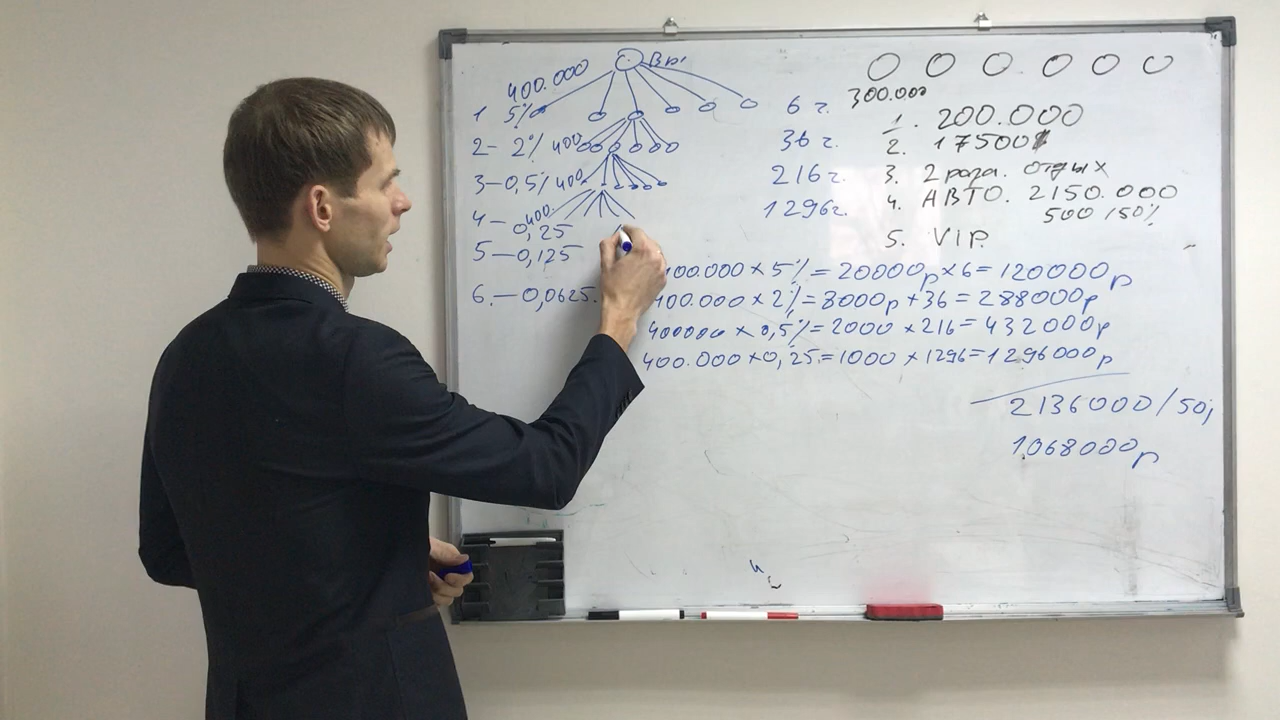 Вы
400.000
1 5%
2 – 2% 400
3 – 0,5% 400
4 – 0,25 400.
5 – 0,125
6. – 0,0625.
6 г.
36 г.
216 г.
1296 г.
300.000
1. 200.000
2. 17500
3. 2 раза. отдых
4. АВТО. 2150.000
500 /50%
5. VIP.
400.000 × 5% = 20000р × 6 = 120000р
400.000 × 2% = 8000р + 36 = 288000р
400000 × 0,5% = 2000 × 216 = 432000р
400.000 × 0,25 = 1000 × 1296 = 1296000р
2136000 / 50%
1068000р